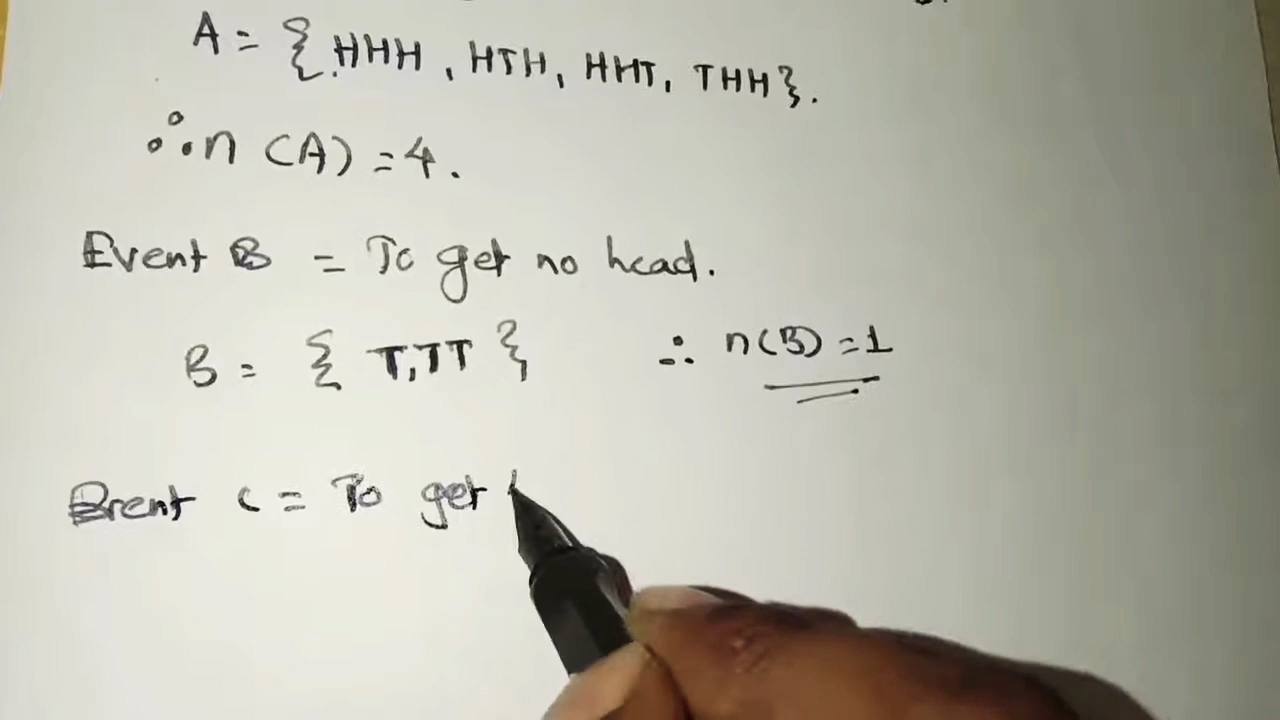 A = { HHH , HTH, HHT, THH }.
∴ n (A) = 4.
Event B = To get no head.
B = { T,TT } ∴ n(B) = 1
Event C = To get